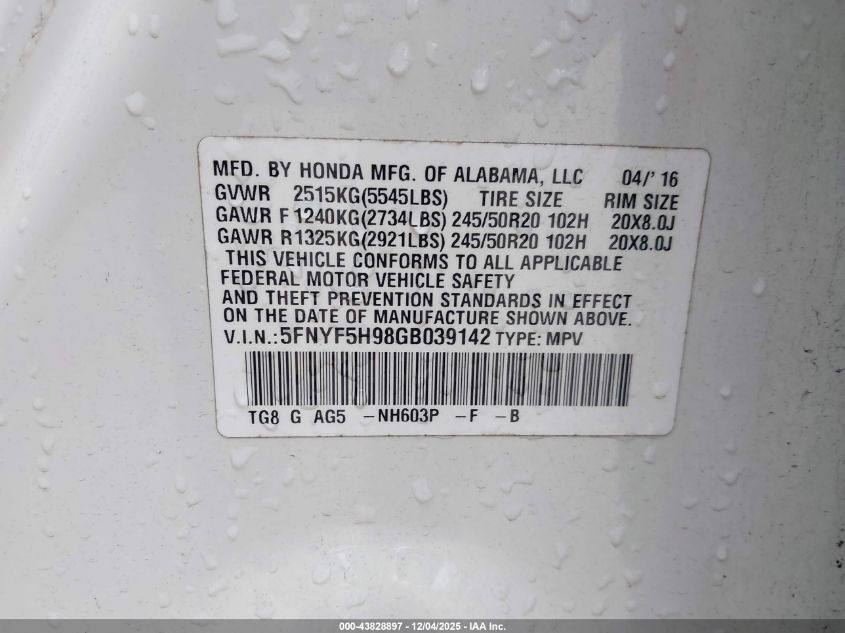 MFD. BY HONDA MFG. OF ALABAMA, LLC 04/'16
GVWR 2515KG(5545LBS) TIRE SIZE RIM SIZE
GAWR F 1240KG(2734LBS) 245/50R20 102H 20X8.0J
GAWR R 1325KG(2921LBS) 245/50R20 102H 20X8.0J
THIS VEHICLE CONFORMS TO ALL APPLICABLE
FEDERAL MOTOR VEHICLE SAFETY
AND THEFT PREVENTION STANDARDS IN EFFECT
ON THE DATE OF MANUFACTURE SHOWN ABOVE.
V.I.N.: 5FNYF5H98GB039142 TYPE: MPV
TG8 G AG5 -NH603P -F -B
000-43828897 - 12/04/2025 - IAA Inc.